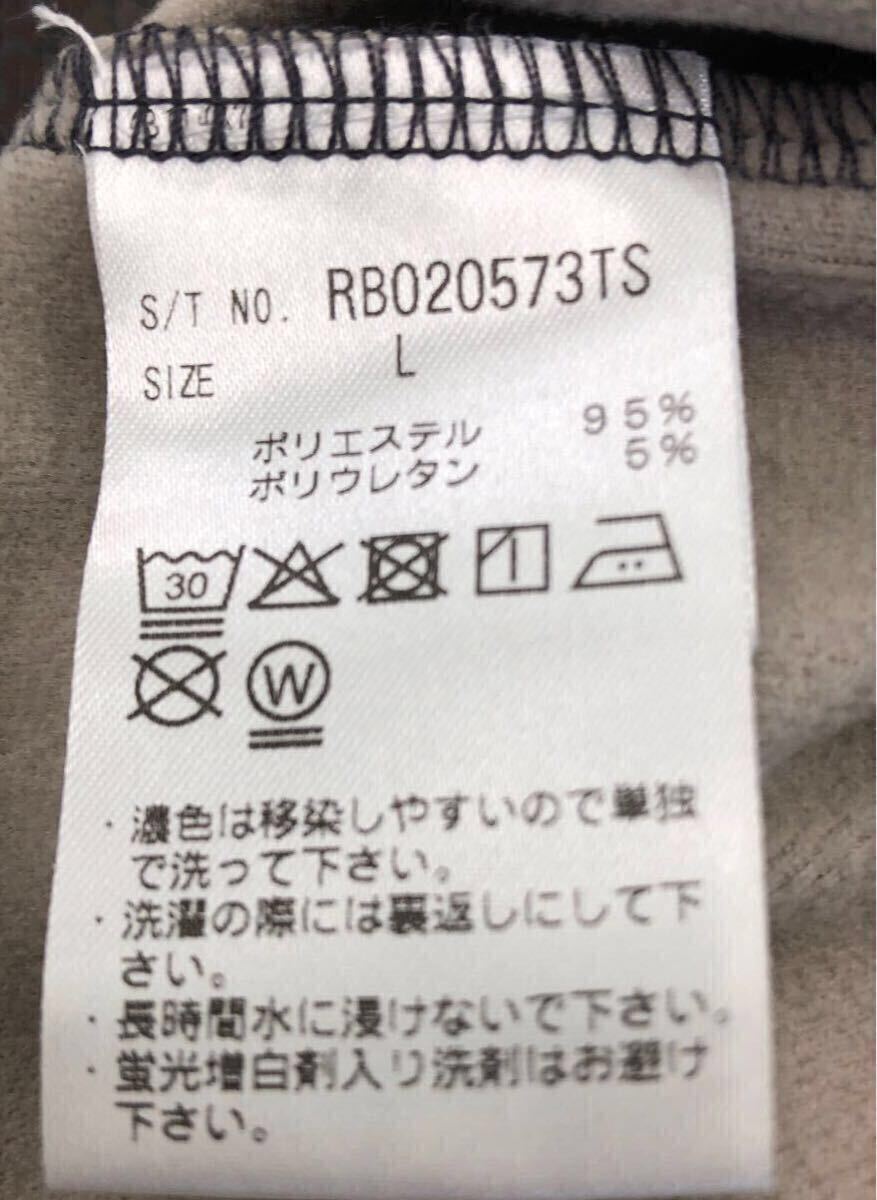 S/T NO. RB020573TS
SIZE L
ポリエステル 95%
ポリウレタン 5%
30
W
・濃色は移染しやすいので単独
で洗って下さい。
・洗濯の際には裏返しにして下
さい。
・長時間水に浸けないで下さい。
・蛍光増白剤入り洗剤はお避け
下さい。